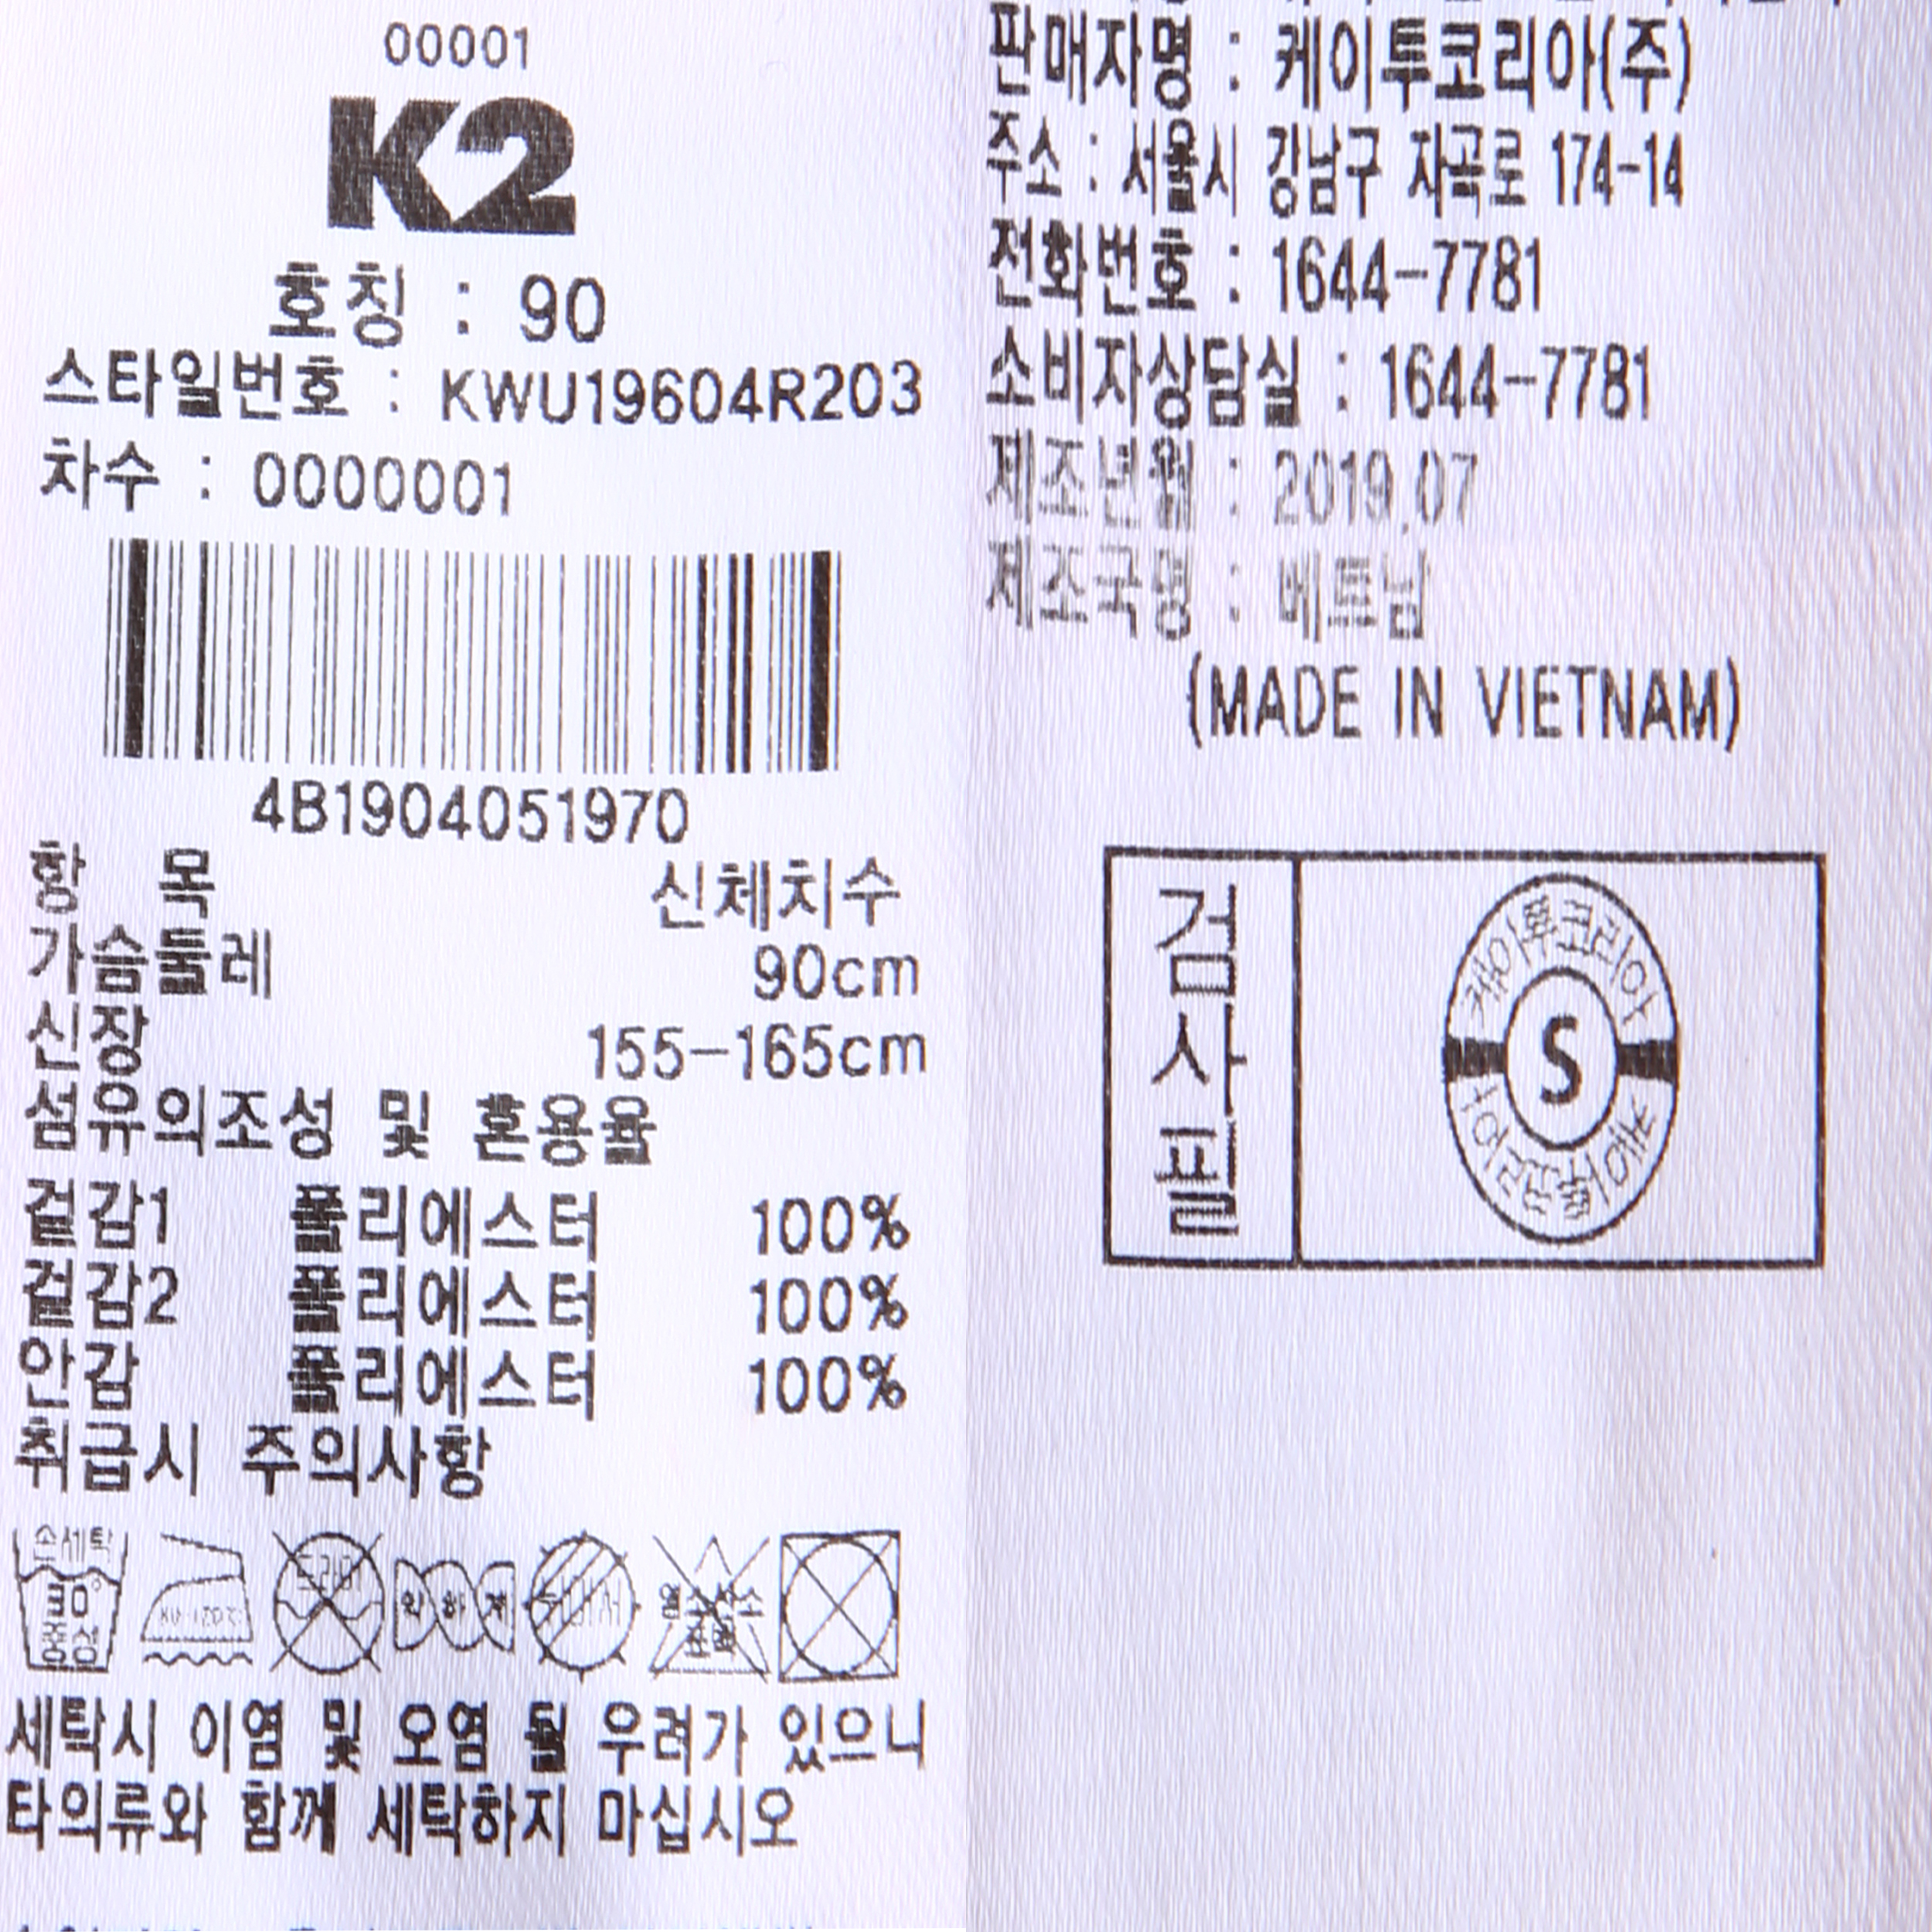 00001
K2
호칭 : 90
스타일번호 : KWU19604R203
차수 : 0000001
4B1904051970
항 목 신체치수
가슴둘레 90cm
신장 155-165cm
섬유의조성 및 혼용율
겉감1 폴리에스터 100%
겉감2 폴리에스터 100%
안감 폴리에스터 100%
취급시 주의사항
손세탁
30°
중성
약하게
세탁시 이염 및 오염 될 우려가 있으니
타의류와 함께 세탁하지 마십시오
판매자명 : 케이투코리아(주)
주소 : 서울시 강남구 자곡로 174-14
전화번호 : 1644-7781
소비자상담실 : 1644-7781
제조년월 : 2019.07
제조국명 : 베트남
(MADE IN VIETNAM)
검사필
케이투코리아
S
케이투코리아